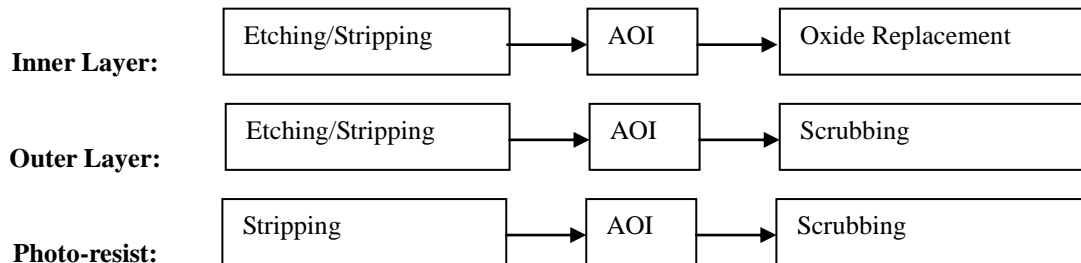 Inner Layer: Etching/Stripping AOI Oxide Replacement
Outer Layer: Etching/Stripping AOI Scrubbing
Photo-resist: Stripping AOI Scrubbing